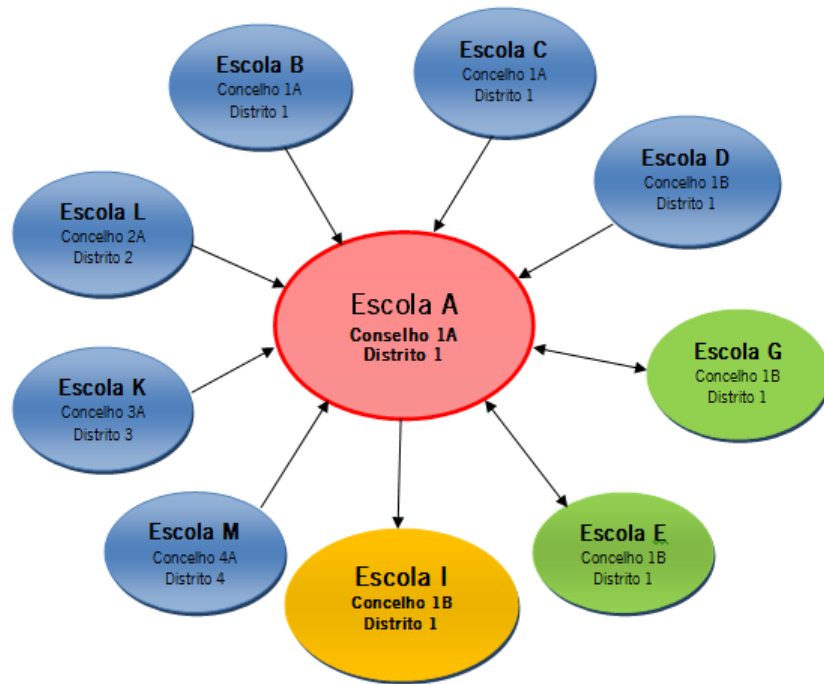 Escola B
Concelho 1A
Distrito 1
Escola C
Concelho 1A
Distrito 1
Escola D
Concelho 1B
Distrito 1
Escola L
Concelho 2A
Distrito 2
Escola A
Conselho 1A
Distrito 1
Escola G
Concelho 1B
Distrito 1
Escola K
Concelho 3A
Distrito 3
Escola M
Concelho 4A
Distrito 4
Escola I
Concelho 1B
Distrito 1
Escola E
Concelho 1B
Distrito 1